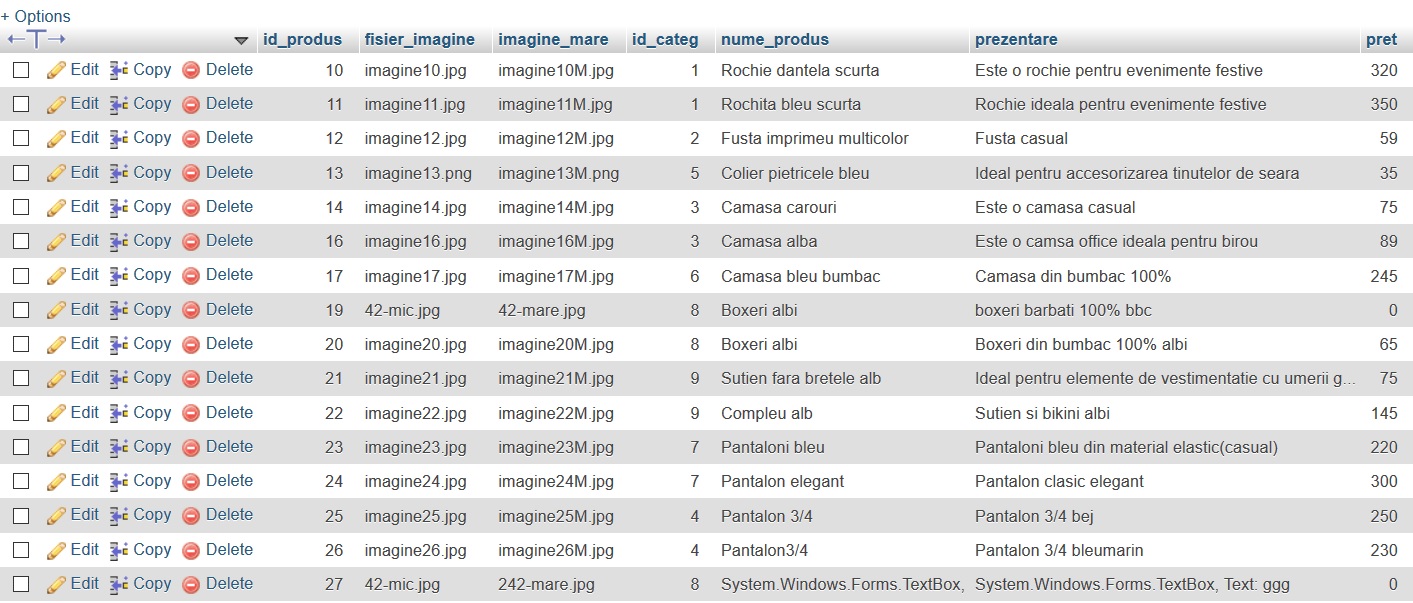 + Options
id_produs fisier_imagine imagine_mare id_categ nume_produs prezentare pret
Edit Copy Delete 10 imagine10.jpg imagine10M.jpg 1 Rochie dantela scurta Este o rochie pentru evenimente festive 320
Edit Copy Delete 11 imagine11.jpg imagine11M.jpg 1 Rochita bleu scurta Rochie ideala pentru evenimente festive 350
Edit Copy Delete 12 imagine12.jpg imagine12M.jpg 2 Fusta imprimeu multicolor Fusta casual 59
Edit Copy Delete 13 imagine13.png imagine13M.png 5 Colier pietricele bleu Ideal pentru accesorizarea tinutelor de seara 35
Edit Copy Delete 14 imagine14.jpg imagine14M.jpg 3 Camasa carouri Este o camasa casual 75
Edit Copy Delete 16 imagine16.jpg imagine16M.jpg 3 Camasa alba Este o camsa office ideala pentru birou 89
Edit Copy Delete 17 imagine17.jpg imagine17M.jpg 6 Camasa bleu bumbac Camasa din bumbac 100% 245
Edit Copy Delete 19 42-mic.jpg 42-mare.jpg 8 Boxeri albi boxeri barbati 100% bbc 0
Edit Copy Delete 20 imagine20.jpg imagine20M.jpg 8 Boxeri albi Boxeri din bumbac 100% albi 65
Edit Copy Delete 21 imagine21.jpg imagine21M.jpg 9 Sutien fara bretele alb Ideal pentru elemente de vestimentatie cu umerii g... 75
Edit Copy Delete 22 imagine22.jpg imagine22M.jpg 9 Compleu alb Sutien si bikini albi 145
Edit Copy Delete 23 imagine23.jpg imagine23M.jpg 7 Pantaloni bleu Pantaloni bleu din material elastic(casual) 220
Edit Copy Delete 24 imagine24.jpg imagine24M.jpg 7 Pantalon elegant Pantalon clasic elegant 300
Edit Copy Delete 25 imagine25.jpg imagine25M.jpg 4 Pantalon 3/4 Pantalon 3/4 bej 250
Edit Copy Delete 26 imagine26.jpg imagine26M.jpg 4 Pantalon3/4 Pantalon 3/4 bleumarin 230
Edit Copy Delete 27 42-mic.jpg 242-mare.jpg 8 System.Windows.Forms.TextBox, System.Windows.Forms.TextBox, Text: ggg 0